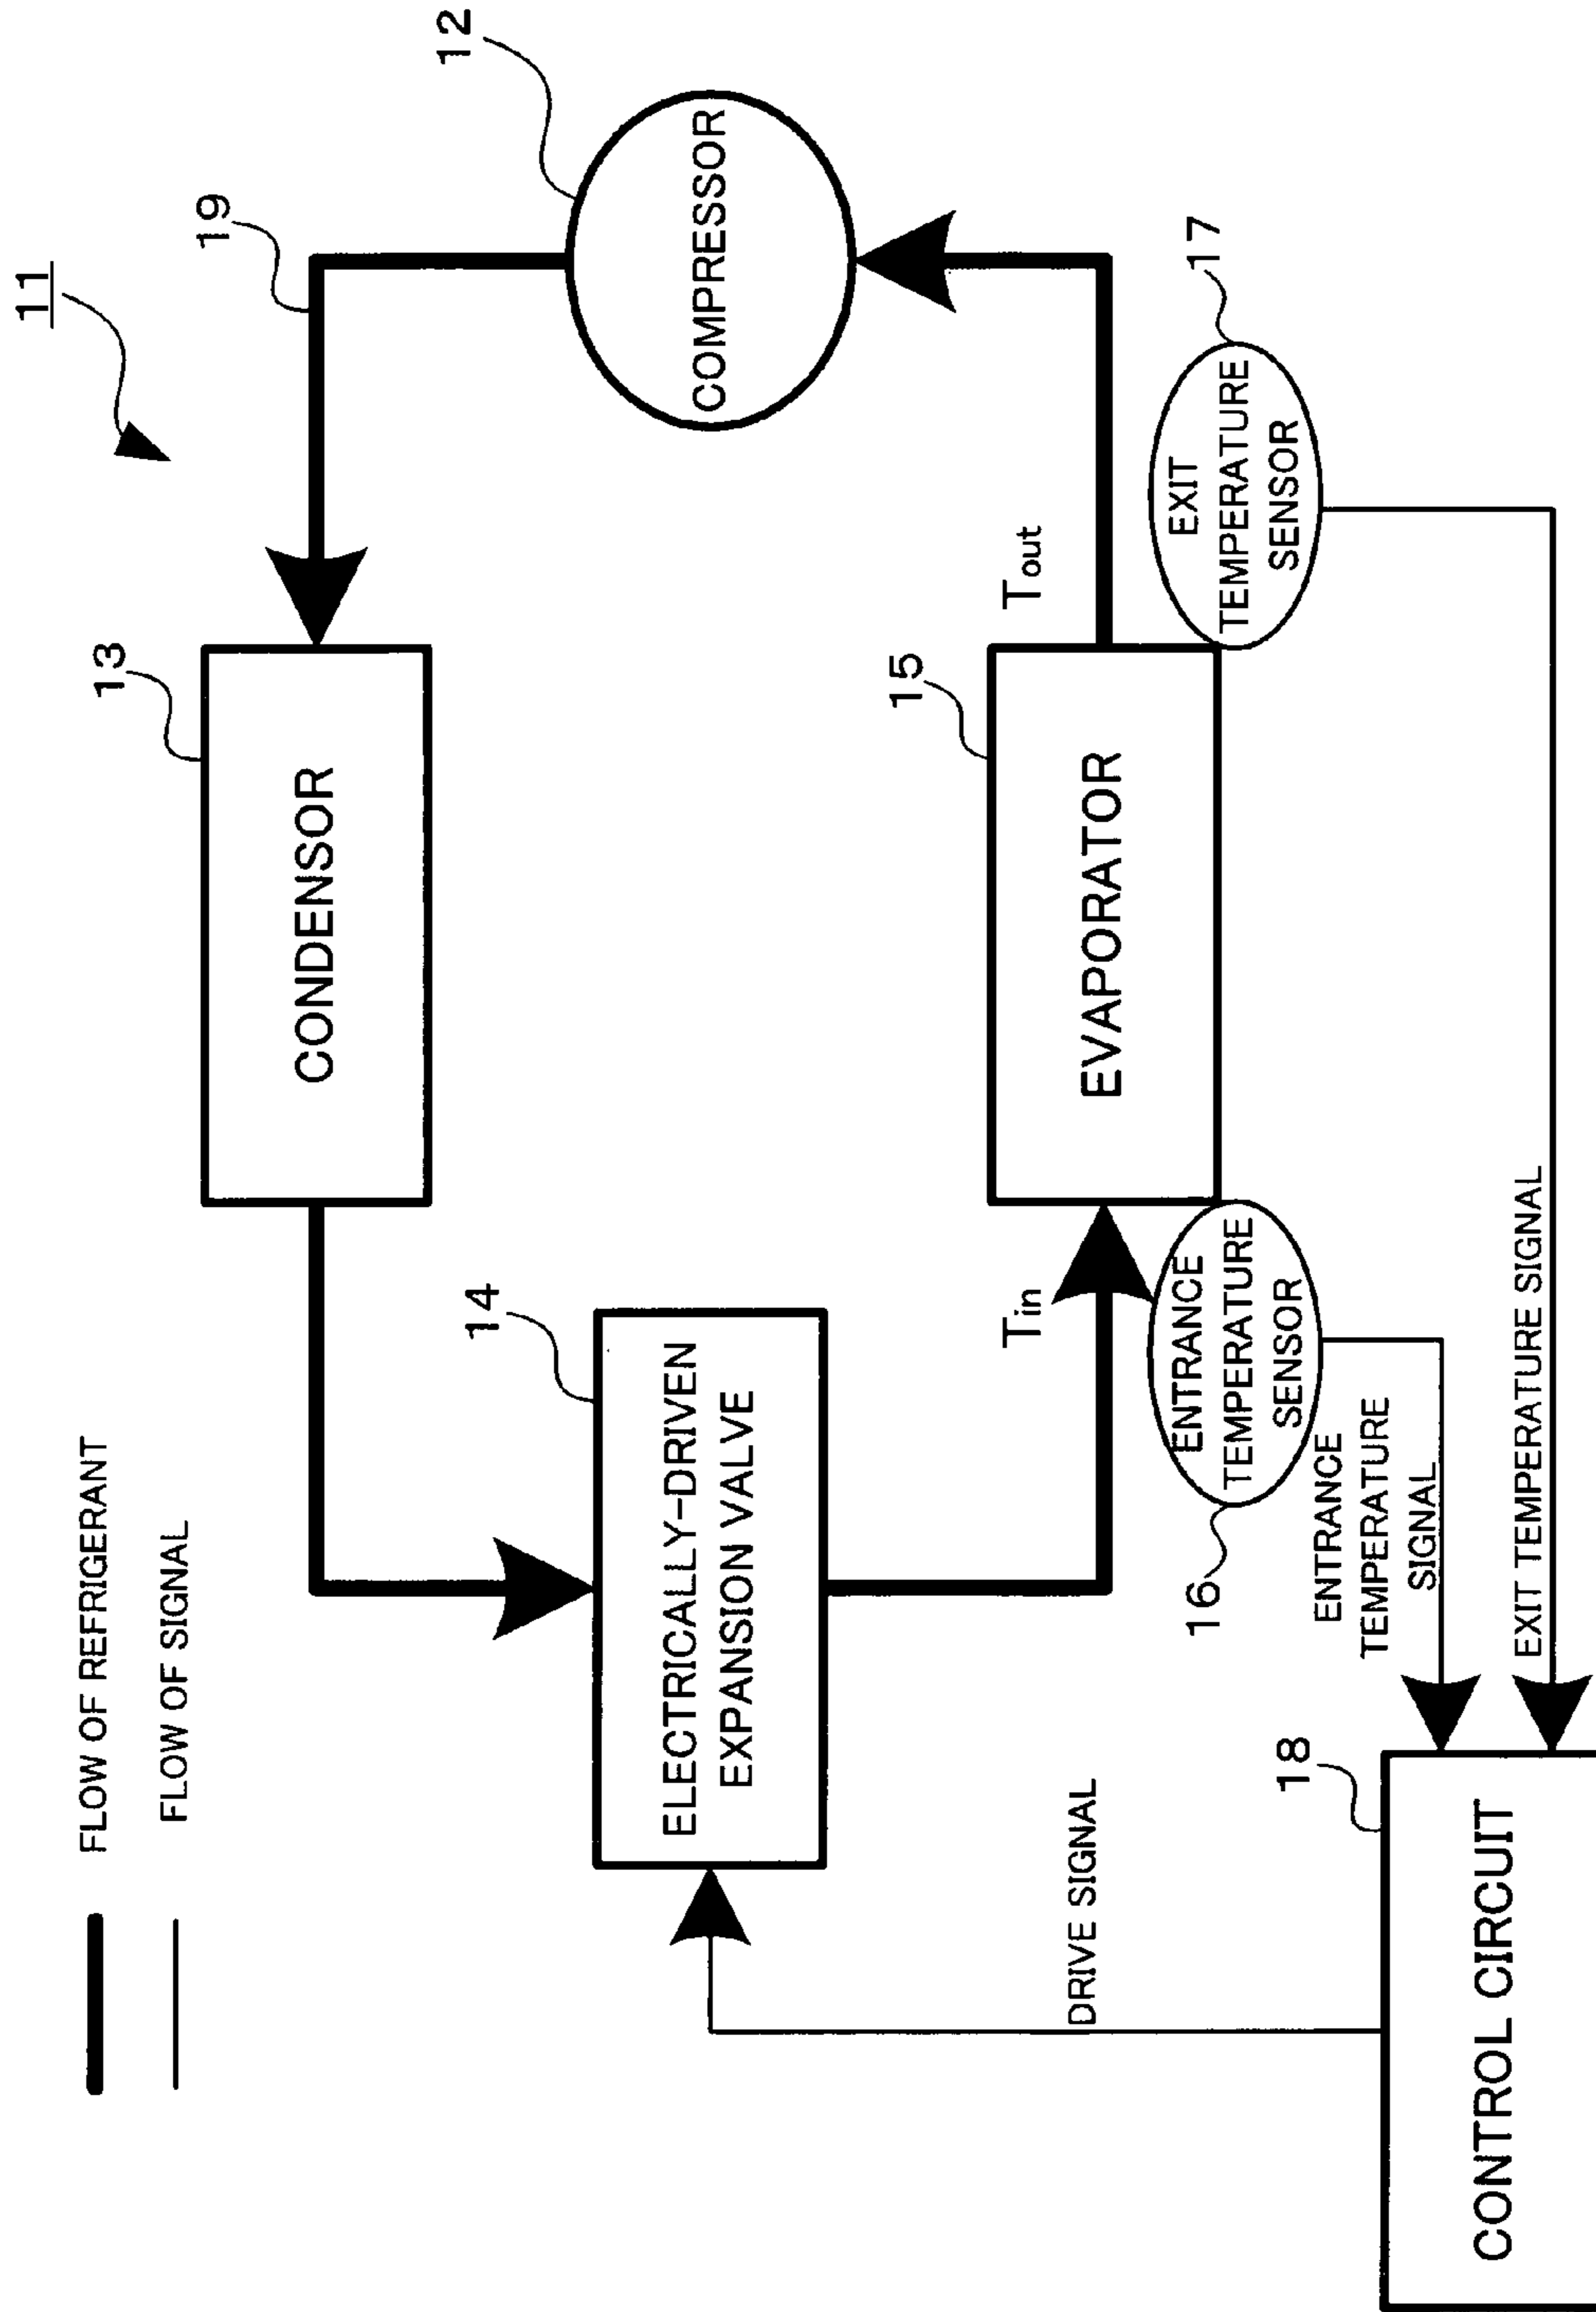 11
FLOW OF REFRIGERANT
FLOW OF SIGNAL
19
13
CONDENSOR
12
COMPRESSOR
14
ELECTRICALLY-DRIVEN
EXPANSION VALVE
15
EVAPORATOR
Tin
Tout
DRIVE SIGNAL
16
ENTRANCE
TEMPERATURE
SENSOR
17
EXIT
TEMPERATURE
SENSOR
ENTRANCE
TEMPERATURE
SIGNAL
EXIT TEMPERATURE SIGNAL
18
CONTROL CIRCUIT